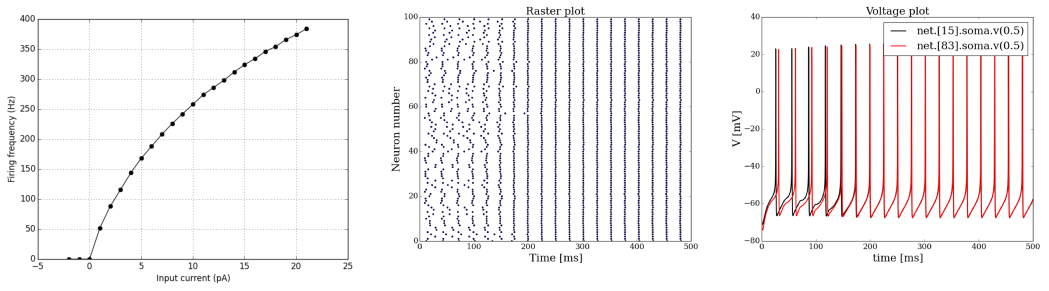 400
350
300
250
200
150
100
50
0
−5 0 5 10 15 20 25
Firing frequency (Hz)
Input current (pA)
Raster plot
100
80
60
40
20
0
0 100 200 300 400 500
Neuron number
Time [ms]
Voltage plot
net.[15].soma.v(0.5)
net.[83].soma.v(0.5)
40
20
0
−20
−40
−60
−80
0 100 200 300 400 500
V [mV]
time [ms]